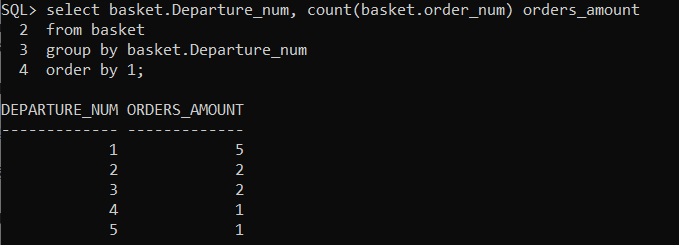 SQL> select basket.Departure_num, count(basket.order_num) orders_amount
  2  from basket
  3  group by basket.Departure_num
  4  order by 1;

DEPARTURE_NUM ORDERS_AMOUNT
------------- -------------
            1             5
            2             2
            3             2
            4             1
            5             1